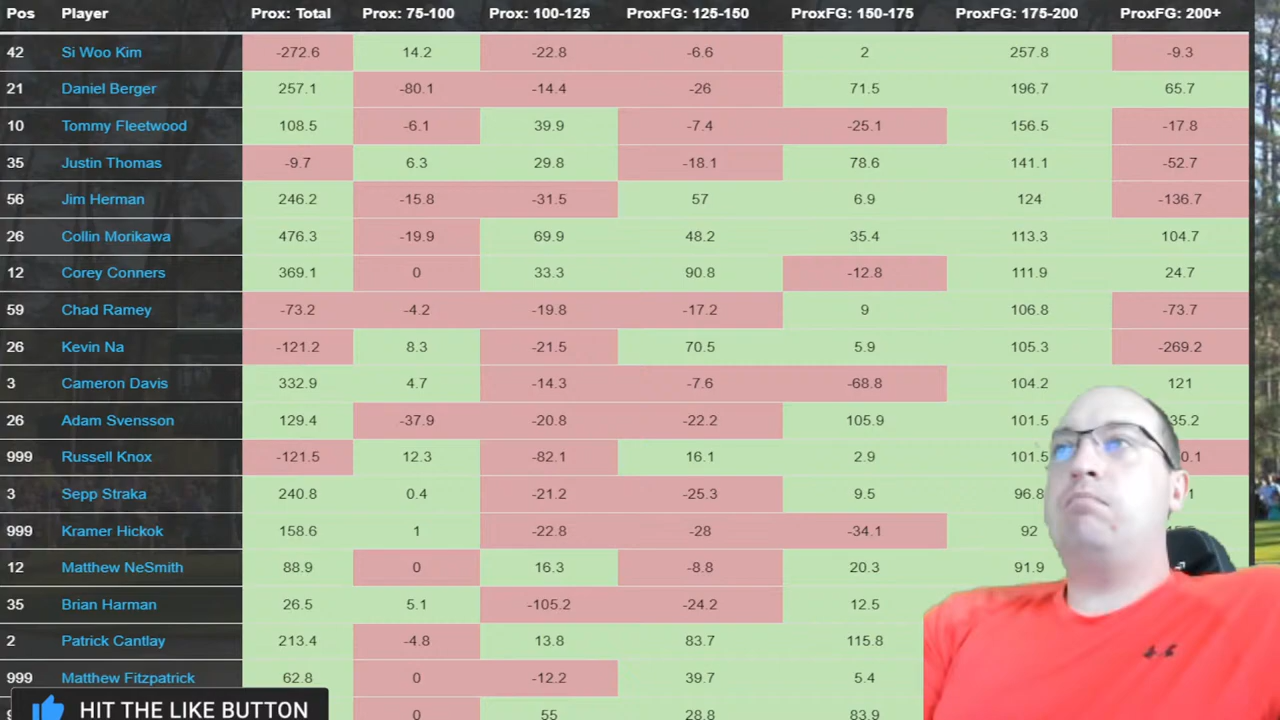 Pos Player Prox: Total Prox: 75-100 Prox: 100-125 ProxFG: 125-150 ProxFG: 150-175 ProxFG: 175-200 ProxFG: 200+
42 Si Woo Kim -272.6 14.2 -22.8 -6.6 2 257.8 -9.3
21 Daniel Berger 257.1 -80.1 -14.4 -26 71.5 196.7 65.7
10 Tommy Fleetwood 108.5 -6.1 39.9 -7.4 -25.1 156.5 -17.8
35 Justin Thomas -9.7 6.3 29.8 -18.1 78.6 141.1 -52.7
56 Jim Herman 246.2 -15.8 -31.5 57 6.9 124 -136.7
26 Collin Morikawa 476.3 -19.9 69.9 48.2 35.4 113.3 104.7
12 Corey Conners 369.1 0 33.3 90.8 -12.8 111.9 24.7
59 Chad Ramey -73.2 -4.2 -19.8 -17.2 9 106.8 -73.7
26 Kevin Na -121.2 8.3 -21.5 70.5 5.9 105.3 -269.2
3 Cameron Davis 332.9 4.7 -14.3 -7.6 -68.8 104.2 121
26 Adam Svensson 129.4 -37.9 -20.8 -22.2 105.9 101.5
999 Russell Knox -121.5 12.3 -82.1 16.1 2.9 101.5
3 Sepp Straka 240.8 0.4 -21.2 -25.3 9.5 96.8
999 Kramer Hickok 158.6 1 -22.8 -28 -34.1 92
12 Matthew NeSmith 88.9 0 16.3 -8.8 20.3 91.9
35 Brian Harman 26.5 5.1 -105.2 -24.2 12.5
2 Patrick Cantlay 213.4 -4.8 13.8 83.7 115.8
999 Matthew Fitzpatrick 62.8 0 -12.2 39.7 5.4
0 55 28.8 83.9
HIT THE LIKE BUTTON